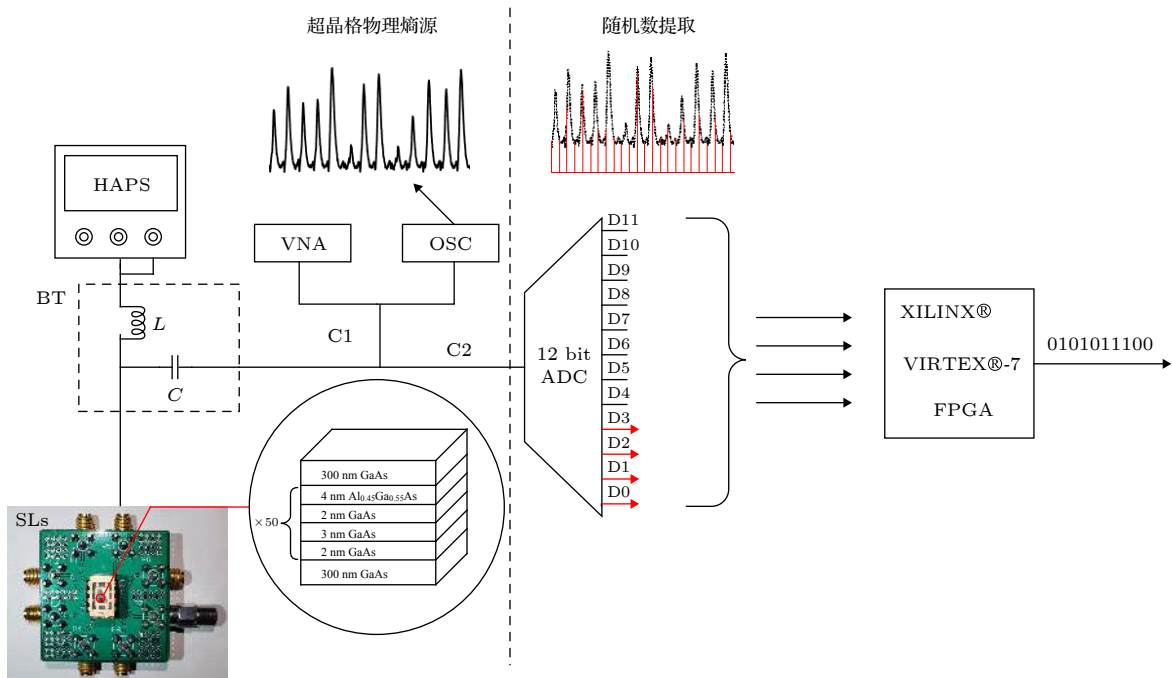 超晶格物理熵源
随机数提取
HAPS
VNA
OSC
BT
L
C
C1
C2
12 bit
ADC
D11
D10
D9
D8
D7
D6
D5
D4
D3
D2
D1
D0
XILINX®
VIRTEX®-7
FPGA
0101011100
SLs
300 nm GaAs
4 nm Al0.45Ga0.55As
2 nm GaAs
×50
3 nm GaAs
2 nm GaAs
300 nm GaAs